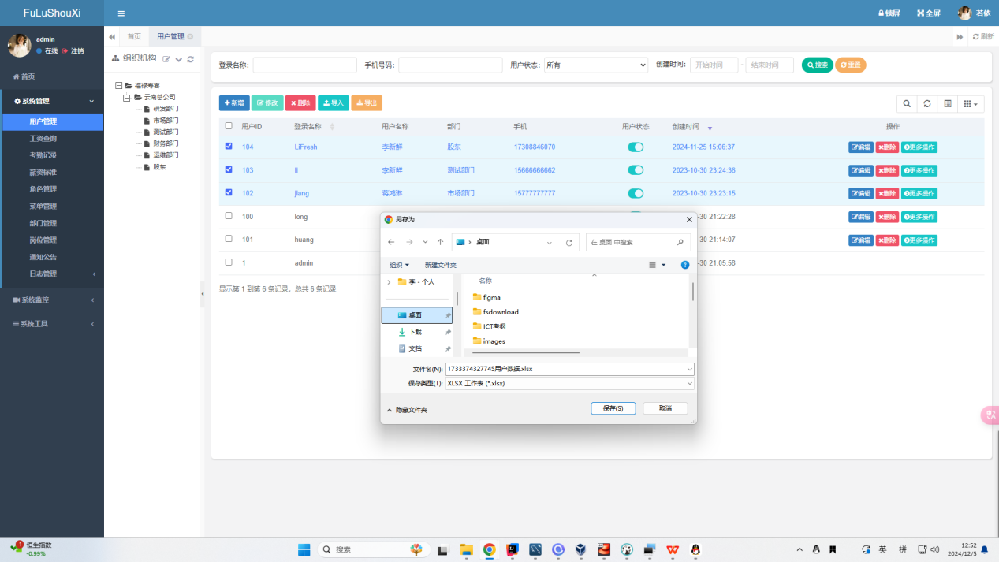 FuLuShouXi
锁屏 全屏 若依
admin
在线 注销
首页 用户管理 刷新
首页
系统管理
用户管理
工资查询
考勤记录
薪资标准
角色管理
菜单管理
部门管理
岗位管理
通知公告
日志管理
系统监控
系统工具
组织机构
福禄寿喜
云南总公司
研发部门
市场部门
测试部门
财务部门
运维部门
股东
登录名称: 手机号码: 用户状态: 所有 创建时间: 开始时间 - 结束时间 搜索 重置
新增 修改 删除 导入 导出
用户ID 登录名称 用户名称 部门 手机 用户状态 创建时间 操作
104 LiFresh 李新鲜 股东 17308846070 2024-11-25 15:06:37 编辑 删除 更多操作
103 li 李新鲜 测试部门 15666666662 2023-10-30 23:24:36 编辑 删除 更多操作
102 jiang 蒋鸿琳 市场部门 15777777777 2023-10-30 23:23:15 编辑 删除 更多操作
100 long -30 21:22:28 编辑 删除 更多操作
101 huang -30 21:14:07 编辑 删除 更多操作
1 admin -30 21:05:58
显示第 1 到第 6 条记录，总共 6 条记录
另存为
桌面 在 桌面 中搜索
组织 新建文件夹
李 - 个人
桌面
下载
文档
名称
figma
fsdownload
ICT考纲
images
文件名(N): 1733374327745用户数据.xlsx
保存类型(T): XLSX 工作表 (*.xlsx)
隐藏文件夹 保存(S) 取消
1 恒生指数
-0.99%
搜索
英 拼
12:52
2024/12/5